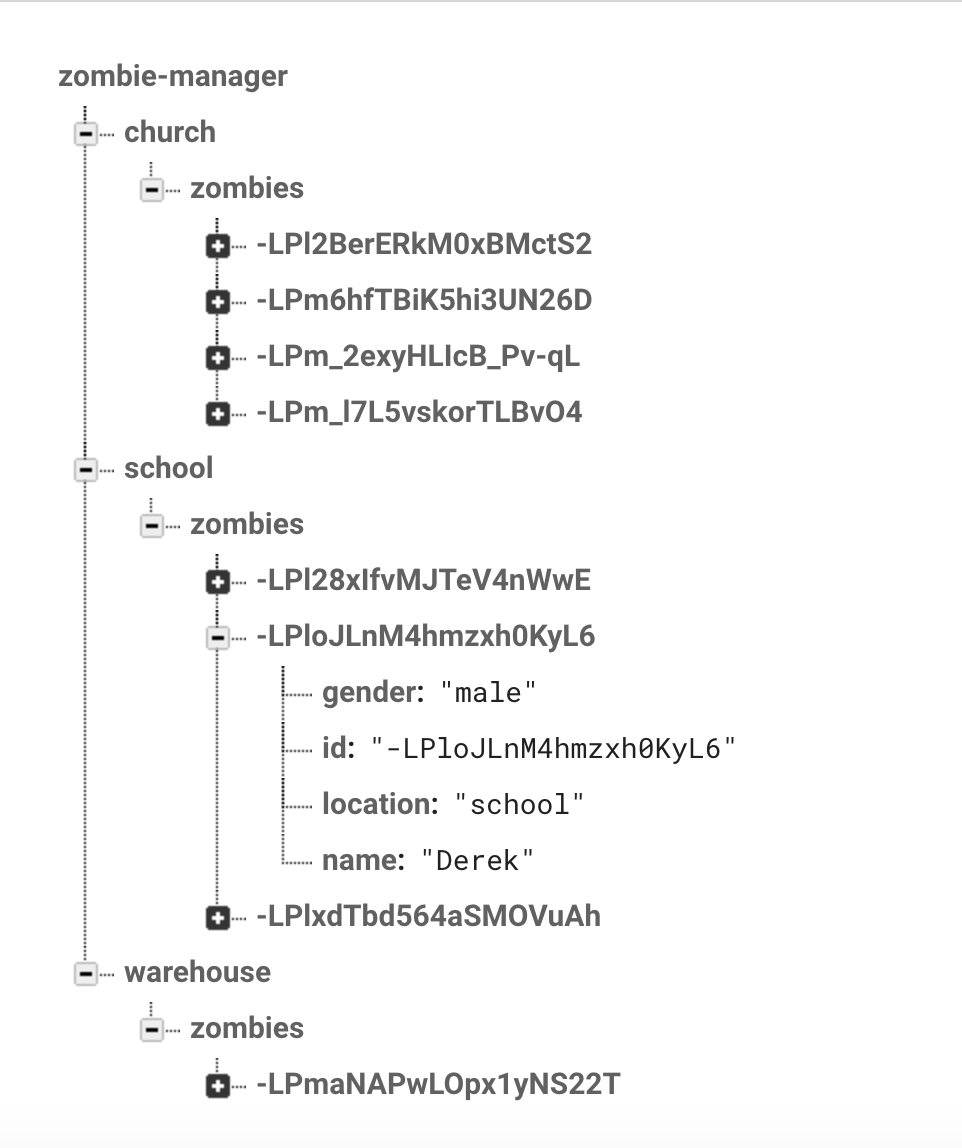 zombie-manager
church
zombies
-LPl2BerERkM0xBMctS2
-LPm6hfTBiK5hi3UN26D
-LPm_2exyHLIcB_Pv-qL
-LPm_l7L5vskorTLBvO4
school
zombies
-LPl28xIfvMJTeV4nWwE
-LPloJLnM4hmzxh0KyL6
gender: "male"
id: "-LPloJLnM4hmzxh0KyL6"
location: "school"
name: "Derek"
-LPlxdTbd564aSMOVuAh
warehouse
zombies
-LPmaNAPwLOpx1yNS22T